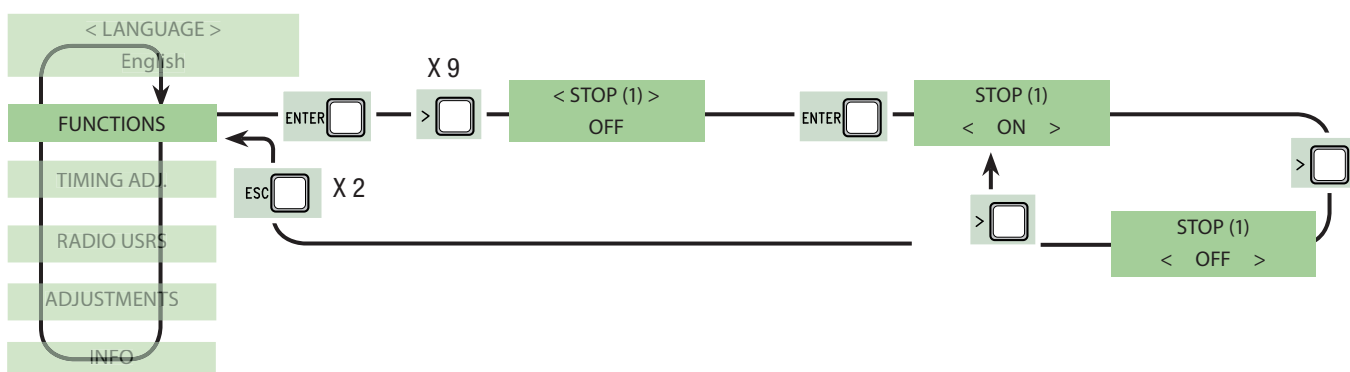 < LANGUAGE >
English
FUNCTIONS
TIMING ADJ.
RADIO USRS
ADJUSTMENTS
INFO
ENTER
X 9
>
< STOP (1) >
OFF
ENTER
STOP (1)
< ON >
>
>
STOP (1)
< OFF >
ESC
X 2